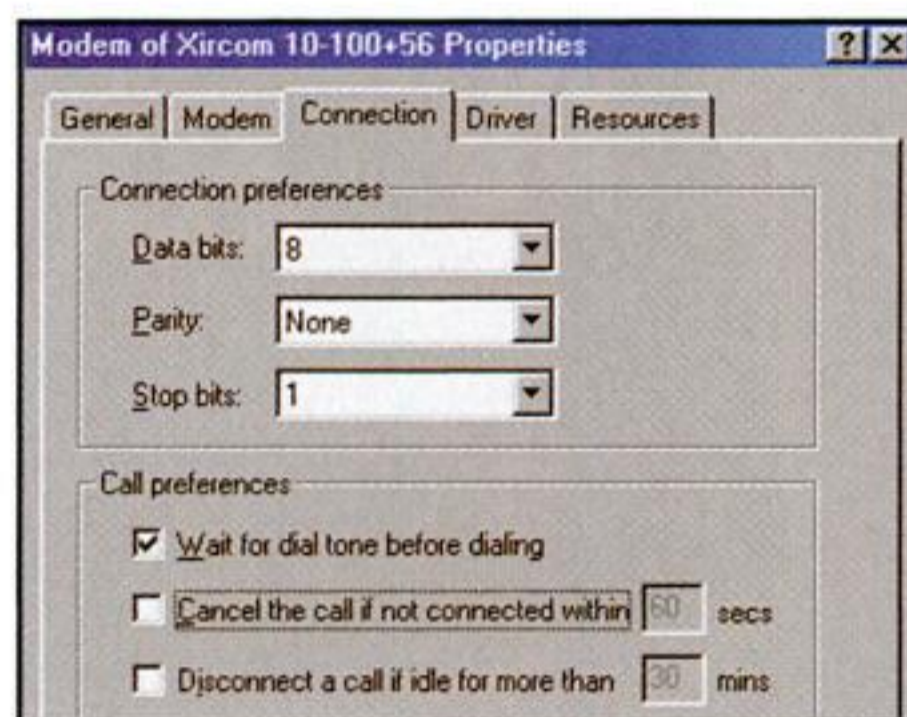 Modem of Xircom 10-100+56 Properties
General Modem Connection Driver Resources
Connection preferences
Data bits: 8
Parity: None
Stop bits: 1
Call preferences
Wait for dial tone before dialing
Cancel the call if not connected within 60 secs
Disconnect a call if idle for more than 30 mins